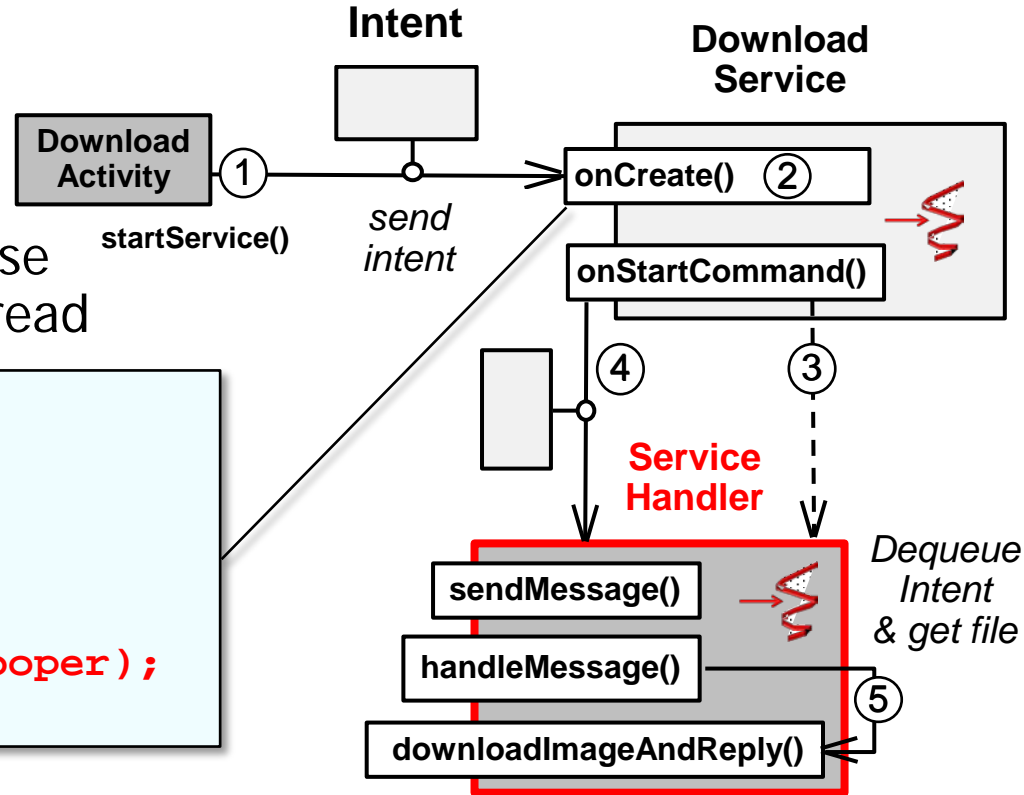 Intent
Download
Service
Download
Activity
1
startService()
send
intent
onCreate()
2
onStartCommand()
4
3
Service
Handler
sendMessage()
handleMessage()
downloadImageAndReply()
5
Dequeue
Intent
& get file
se
read
ooper);